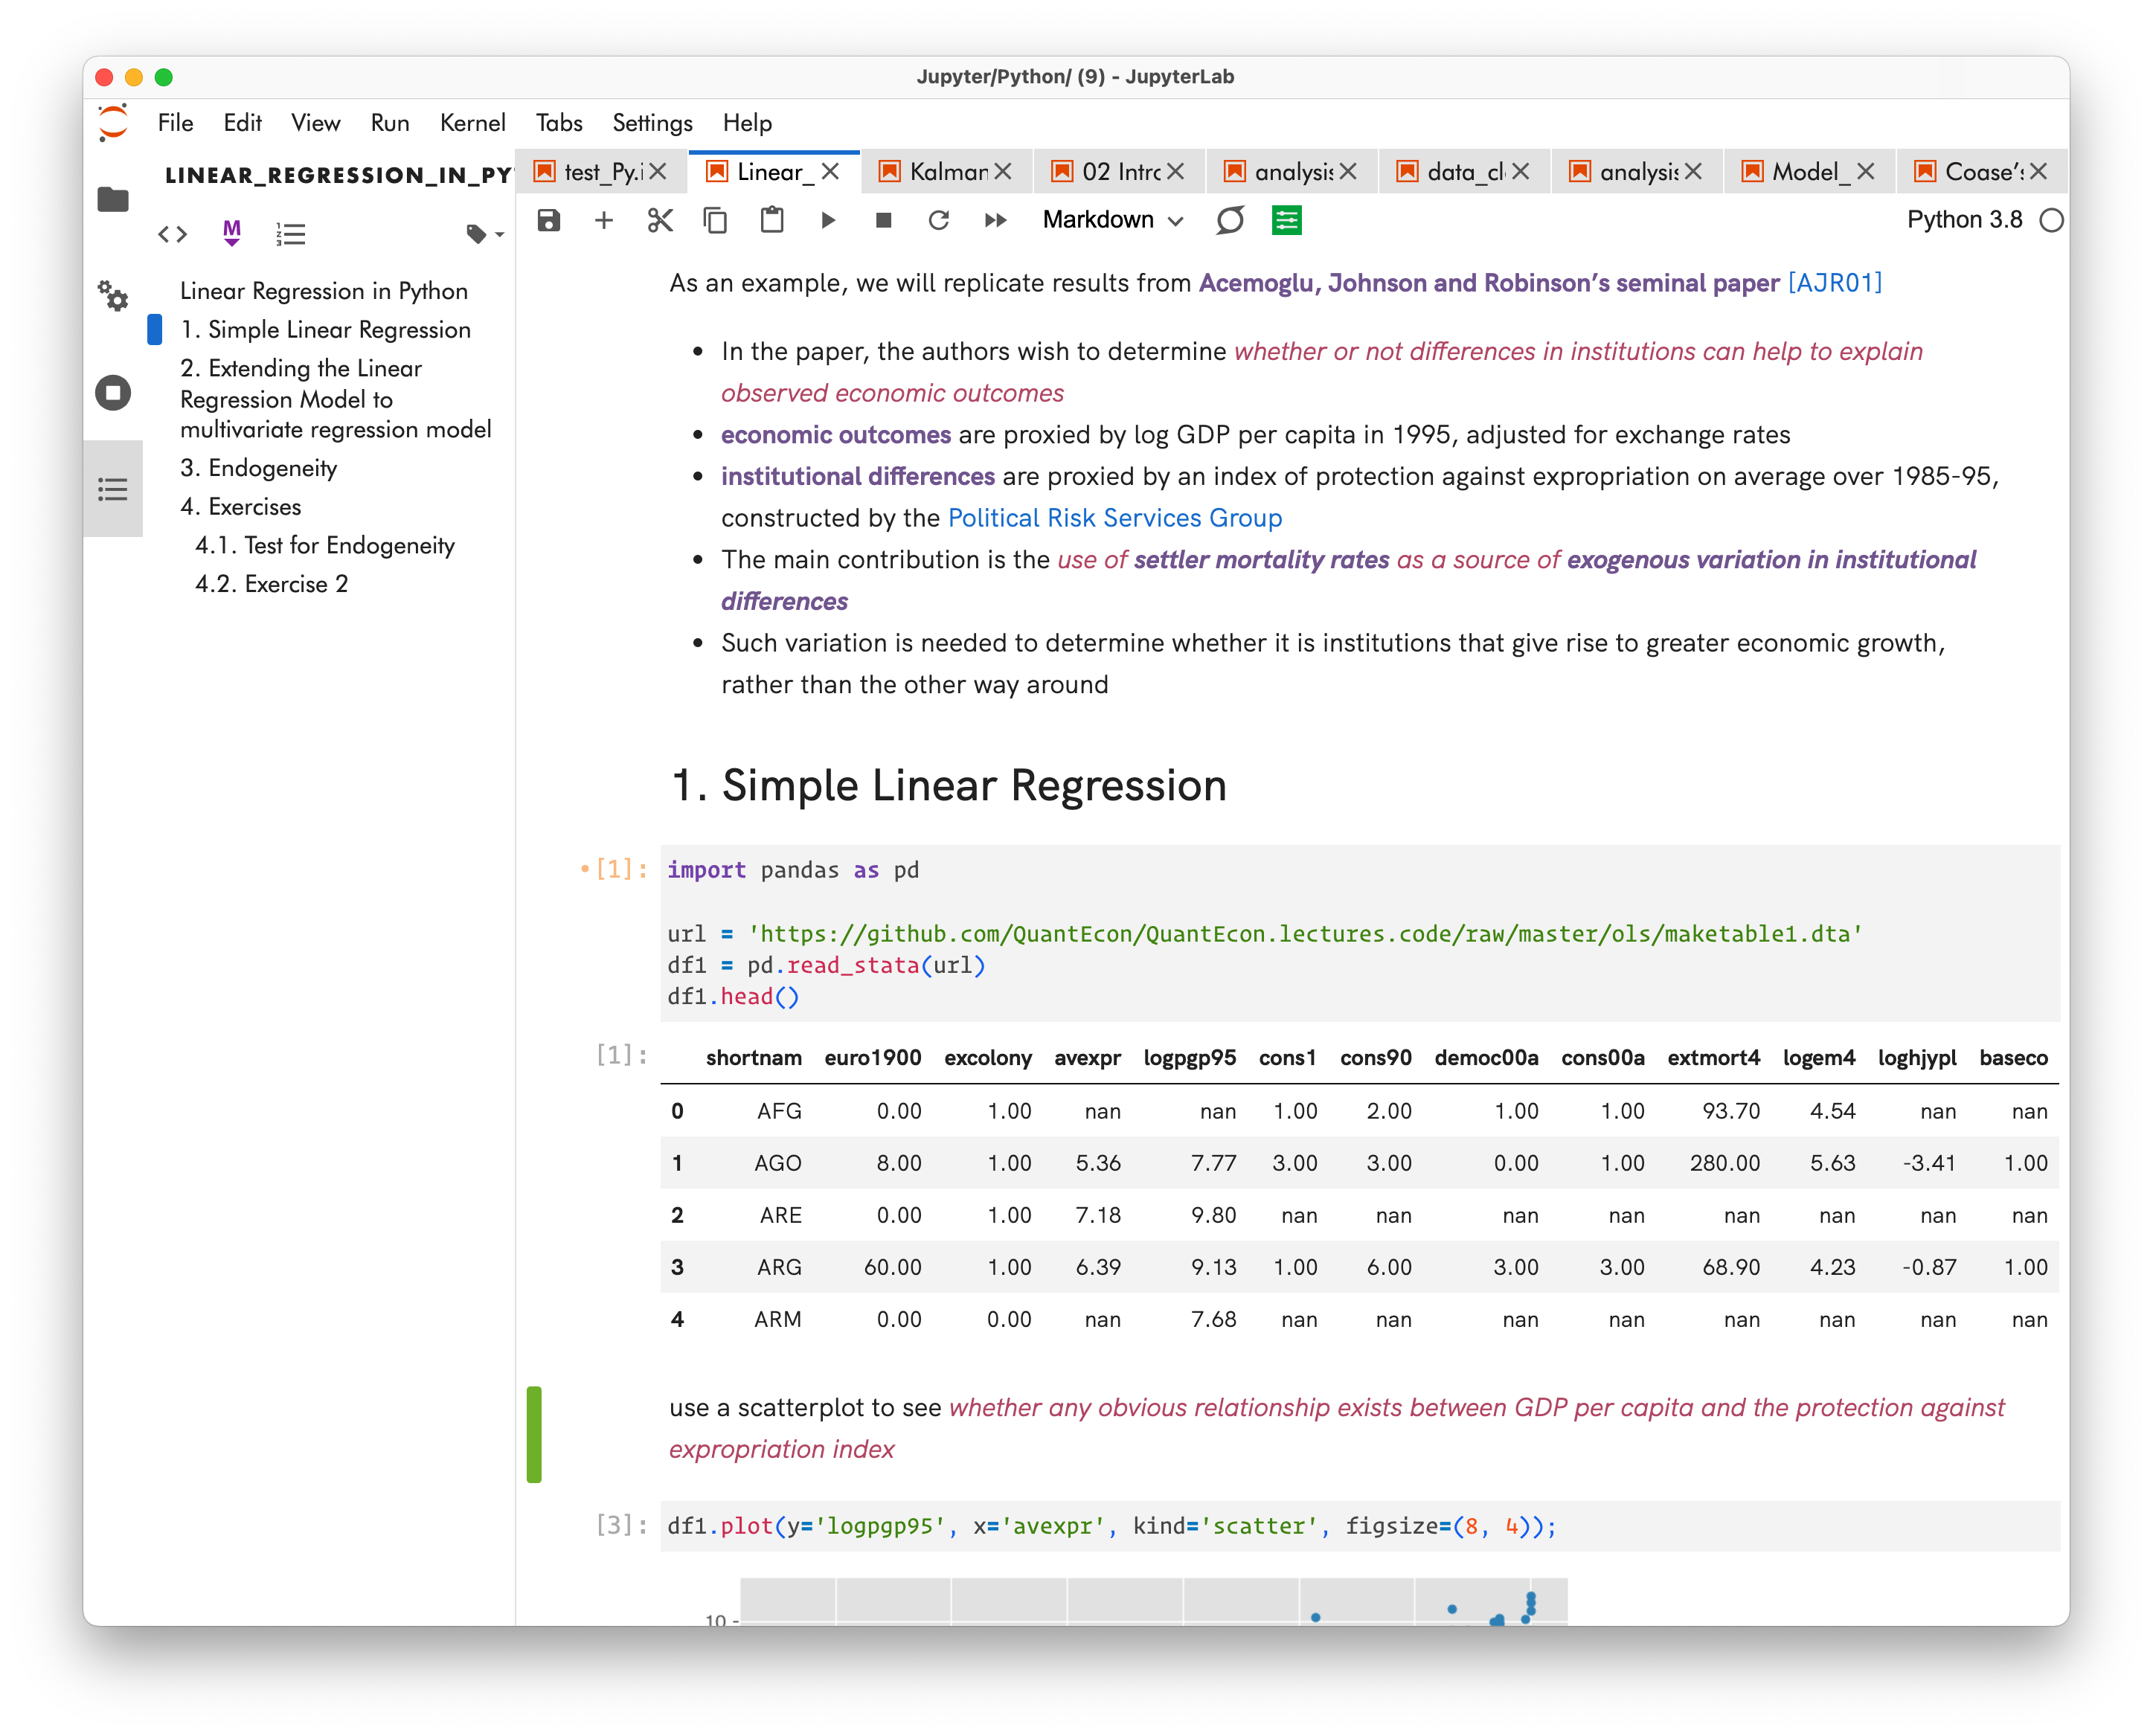 Jupyter/Python/ (9) - JupyterLab
File Edit View Run Kernel Tabs Settings Help
LINEAR_REGRESSION_IN_PY
test_Py.i Linear_ Kalman 02 Intro analysis data_cl analysis Model_ Coase's
M
Markdown
Python 3.8
Linear Regression in Python
1. Simple Linear Regression
2. Extending the Linear
Regression Model to
multivariate regression model
3. Endogeneity
4. Exercises
4.1. Test for Endogeneity
4.2. Exercise 2
As an example, we will replicate results from Acemoglu, Johnson and Robinson’s seminal paper [AJR01]
• In the paper, the authors wish to determine whether or not differences in institutions can help to explain
observed economic outcomes
• economic outcomes are proxied by log GDP per capita in 1995, adjusted for exchange rates
• institutional differences are proxied by an index of protection against expropriation on average over 1985-95,
constructed by the Political Risk Services Group
• The main contribution is the use of settler mortality rates as a source of exogenous variation in institutional
differences
• Such variation is needed to determine whether it is institutions that give rise to greater economic growth,
rather than the other way around
1. Simple Linear Regression
•[1]: import pandas as pd
url = 'https://github.com/QuantEcon/QuantEcon.lectures.code/raw/master/ols/maketable1.dta'
df1 = pd.read_stata(url)
df1.head()
[1]: shortnam euro1900 excolony avexpr logpgp95 cons1 cons90 democ00a cons00a extmort4 logem4 loghjypl baseco
0 AFG 0.00 1.00 nan nan 1.00 2.00 1.00 1.00 93.70 4.54 nan nan
1 AGO 8.00 1.00 5.36 7.77 3.00 3.00 0.00 1.00 280.00 5.63 -3.41 1.00
2 ARE 0.00 1.00 7.18 9.80 nan nan nan nan nan nan nan nan
3 ARG 60.00 1.00 6.39 9.13 1.00 6.00 3.00 3.00 68.90 4.23 -0.87 1.00
4 ARM 0.00 0.00 nan 7.68 nan nan nan nan nan nan nan nan
use a scatterplot to see whether any obvious relationship exists between GDP per capita and the protection against
expropriation index
[3]: df1.plot(y='logpgp95', x='avexpr', kind='scatter', figsize=(8, 4));
10